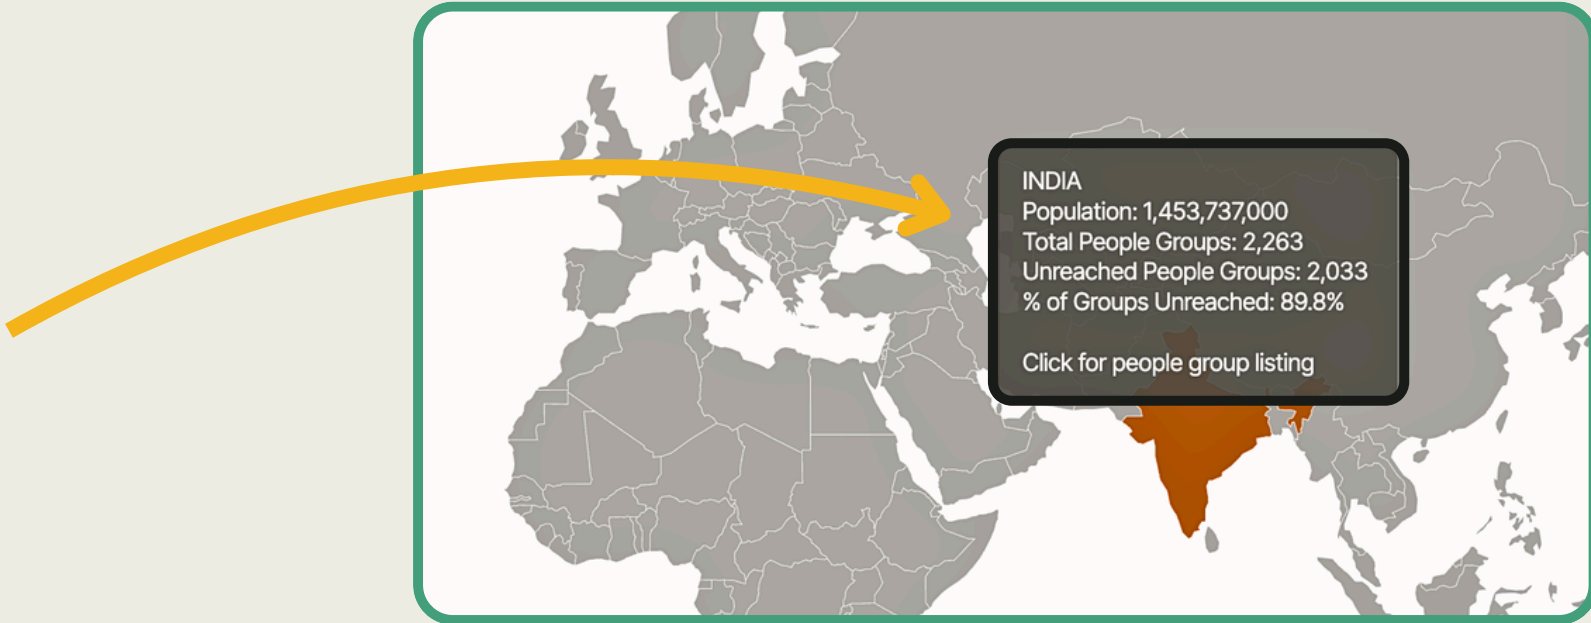 INDIA
Population: 1,453,737,000
Total People Groups: 2,263
Unreached People Groups: 2,033
% of Groups Unreached: 89.8%
Click for people group listing